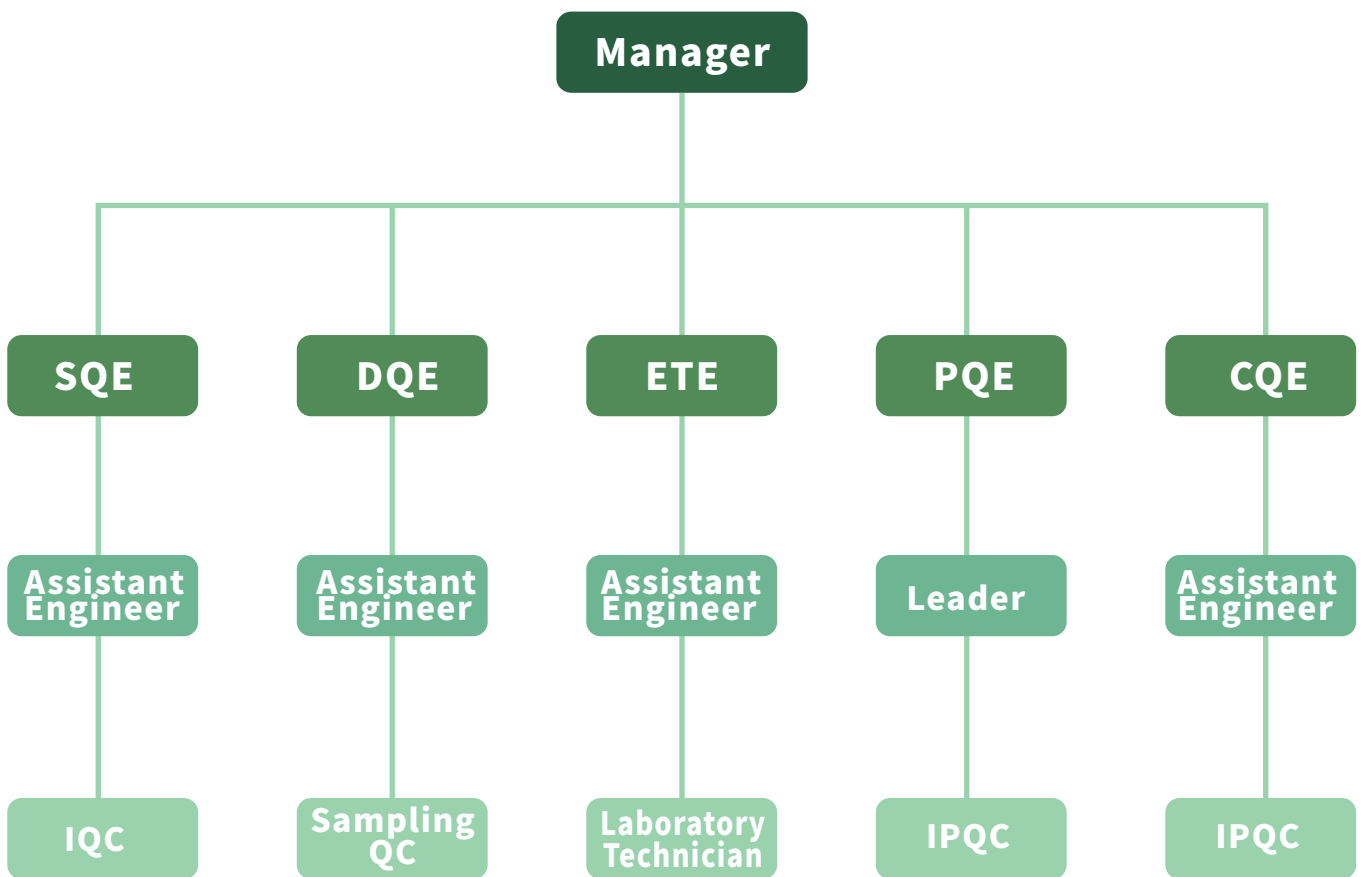 Manager
SQE
DQE
ETE
PQE
CQE
Assistant
Engineer
Assistant
Engineer
Assistant
Engineer
Leader
Assistant
Engineer
IQC
Sampling
QC
Laboratory
Technician
IPQC
IPQC